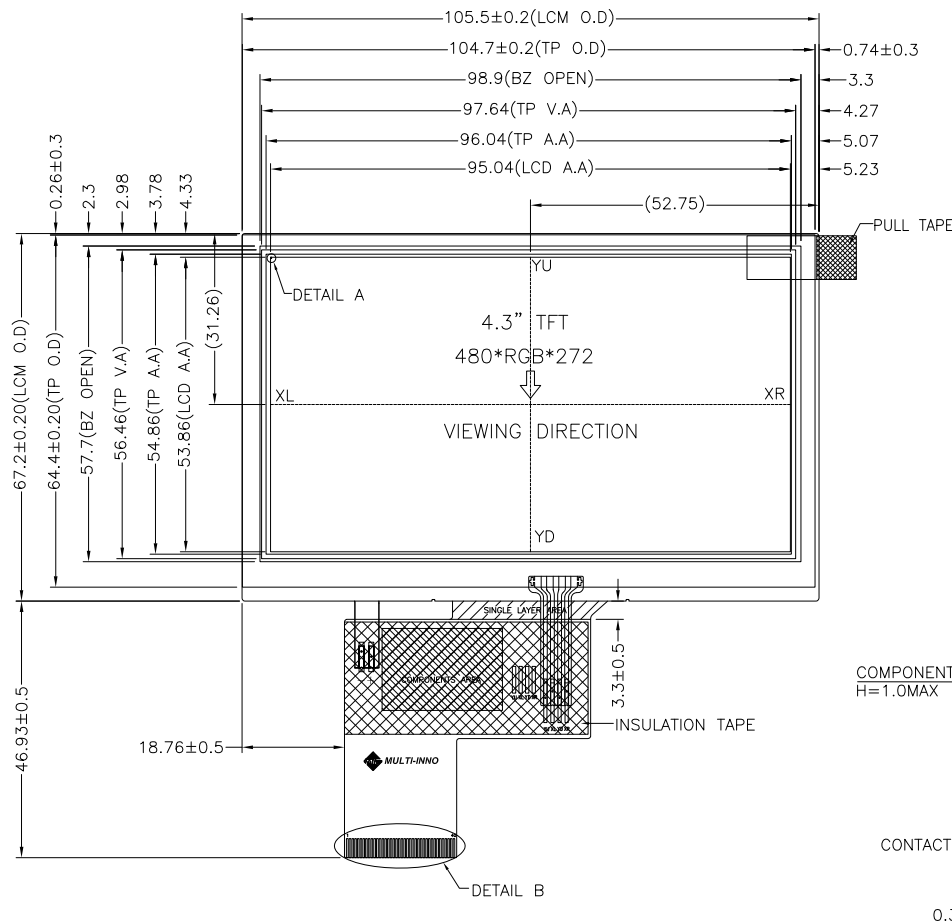 105.5±0.2(LCM O.D)
104.7±0.2(TP O.D)
0.74±0.3
98.9(BZ OPEN)
3.3
97.64(TP V.A)
4.27
96.04(TP A.A)
5.07
95.04(LCD A.A)
5.23
0.26±0.3
2.3
2.98
3.78
4.33
(52.75)
PULL TAPE
YU
DETAIL A
4.3" TFT
480*RGB*272
(31.26)
XL
XR
VIEWING DIRECTION
67.2±0.20(LCM O.D)
64.4±0.20(TP O.D)
57.7(BZ OPEN)
56.46(TP V.A)
54.86(TP A.A)
53.86(LCD A.A)
YD
SINGLE LAYER AREA
3.3±0.5
COMPONENTS AREA
COMPONENT
H=1.0MAX
INSULATION TAPE
46.93±0.5
18.76±0.5
MULTI-INNO
CONTACT
DETAIL B
0.3